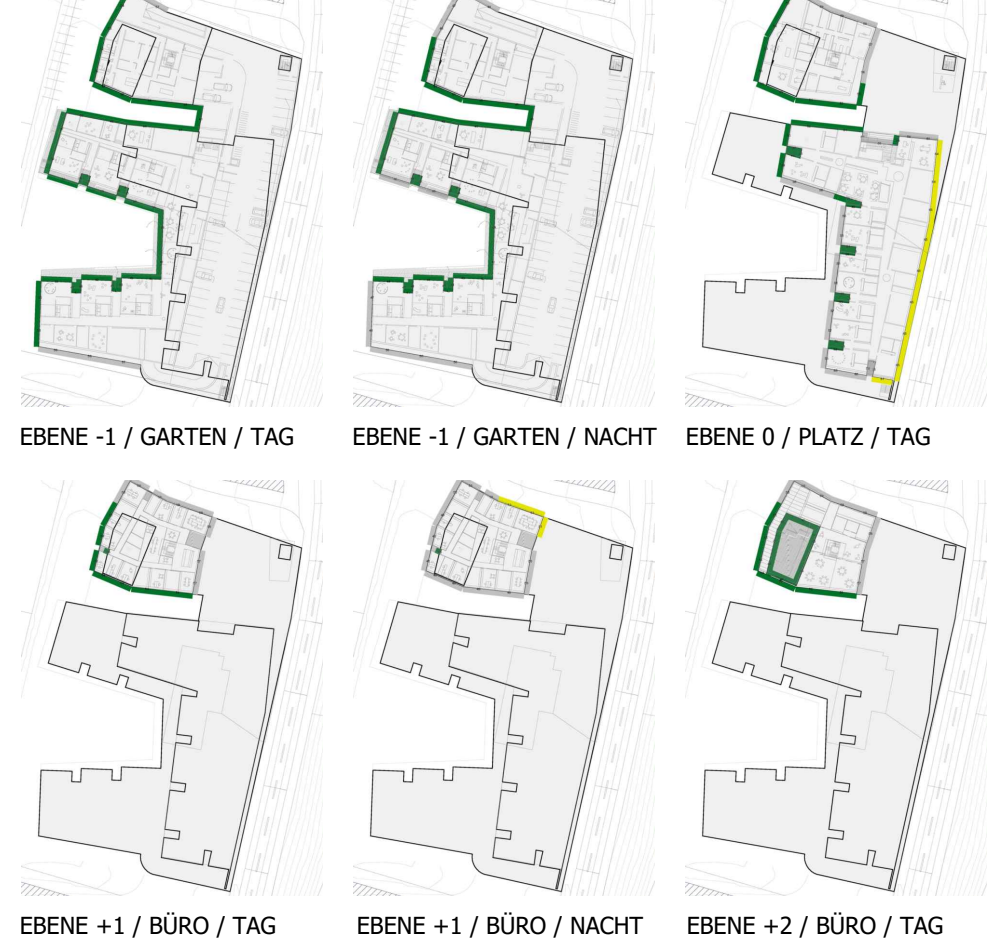 EBENE -1 / GARTEN / TAG
EBENE -1 / GARTEN / NACHT
EBENE 0 / PLATZ / TAG
EBENE +1 / BÜRO / TAG
EBENE +1 / BÜRO / NACHT
EBENE +2 / BÜRO / TAG